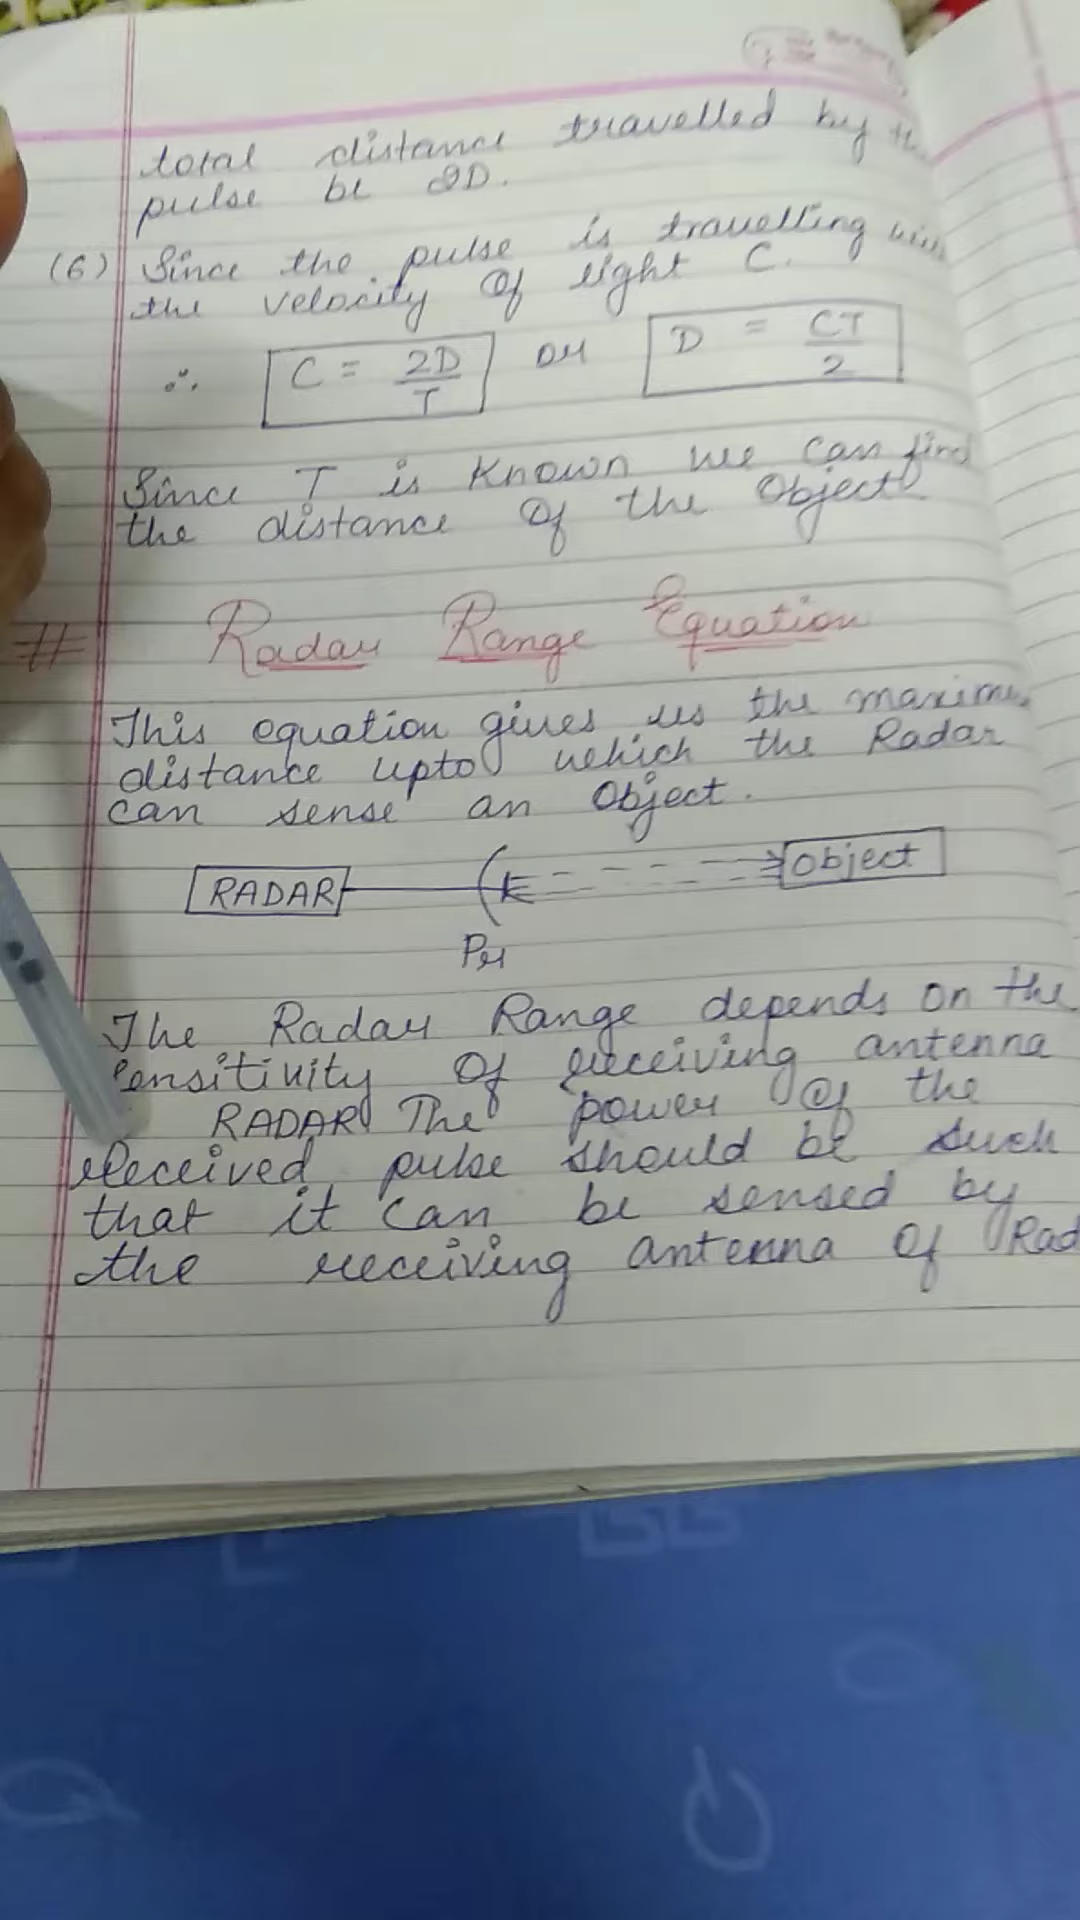 total distance travelled by
pulse be 2D.
(6) Since the pulse is travelling
the velocity of light C.
∴ C = 2D/T or D = CT/2
Since T is known we can find
the distance of the Object
# Radar Range Equation
This equation gives us the
distance upto which the Radar
can sense an Object.
RADAR Object
Pr
The Radar Range depends on the
Sensitivity of receiving antenna
RADAR The power of the
Received pulse should be such
that it can be sensed by
the receiving antenna of